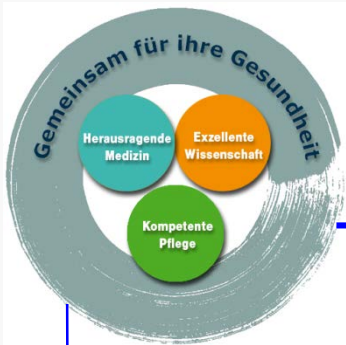 Gemeinsam für ihre Gesundheit
Herausragende
Medizin
Exzellente
Wissenschaft
Kompetente
Pflege